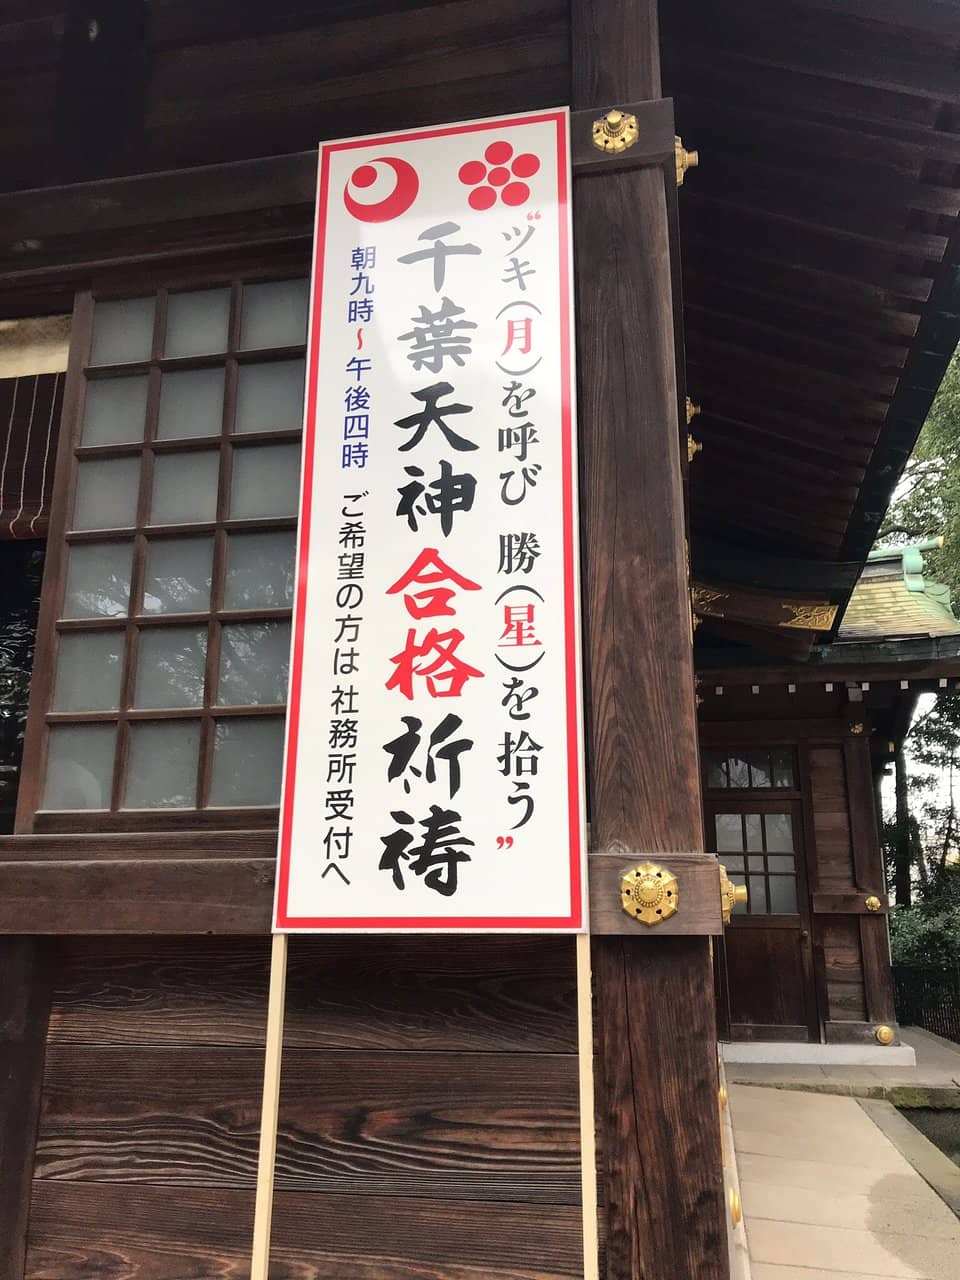 “ツキ(月)を呼び 勝(星)を拾う”
千葉天神合格祈祷
朝九時～午後四時 ご希望の方は社務所受付へ